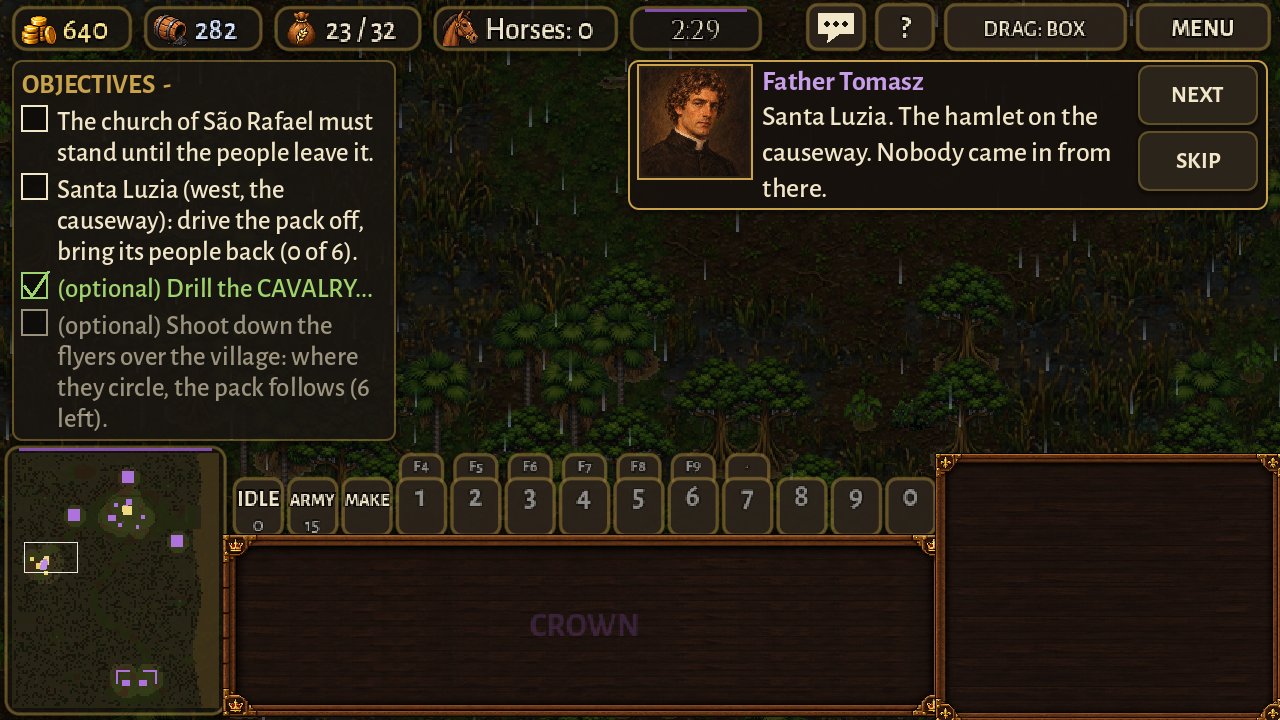 640
282
23 / 32
Horses: 0
2:29
?
DRAG: BOX
MENU
OBJECTIVES -
The church of São Rafael must
stand until the people leave it.
Santa Luzia (west, the
causeway): drive the pack off,
bring its people back (0 of 6).
(optional) Drill the CAVALRY...
(optional) Shoot down the
flyers over the village: where
they circle, the pack follows (6
left).
Father Tomasz
Santa Luzia. The hamlet on the
causeway. Nobody came in from
there.
NEXT
SKIP
F4 F5 F6 F7 F8 F9 .
IDLE ARMY MAKE 1 2 3 4 5 6 7 8 9 0
0 15
CROWN